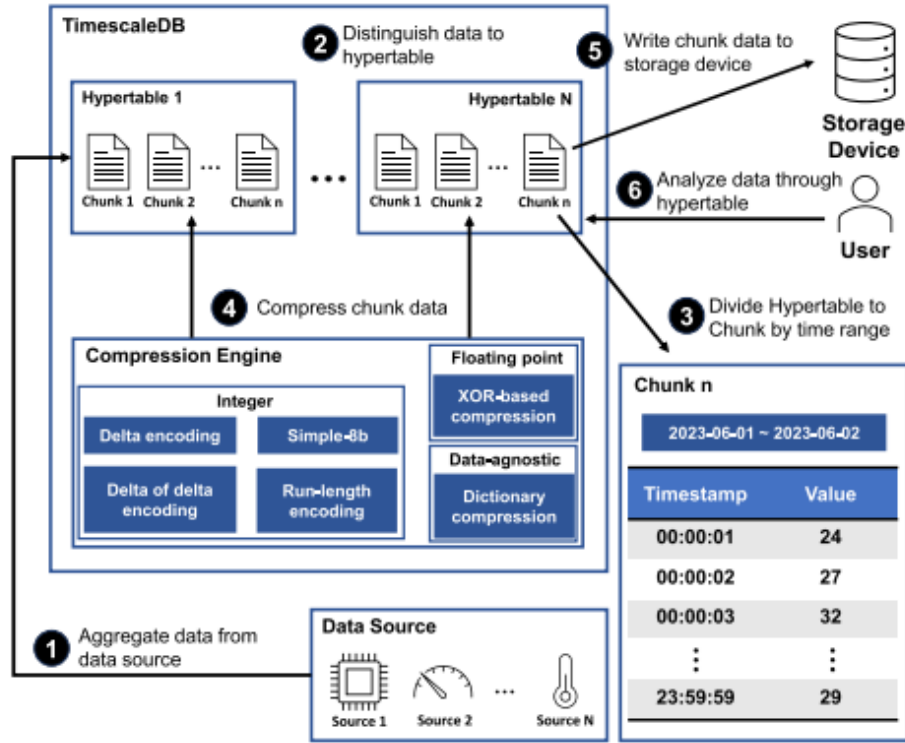 TimescaleDB
2 Distinguish data to
hypertable
5 Write chunk data to
storage device
Storage
Device
Hypertable 1
Chunk 1 Chunk 2 ... Chunk n
...
Hypertable N
Chunk 1 Chunk 2 ... Chunk n
6 Analyze data through
hypertable
User
4 Compress chunk data
3 Divide Hypertable to
Chunk by time range
Compression Engine
Integer
Delta encoding
Simple-8b
Delta of delta
encoding
Run-length
encoding
Floating point
XOR-based
compression
Data-agnostic
Dictionary
compression
Chunk n
2023-06-01 ~ 2023-06-02
Timestamp Value
00:00:01 24
00:00:02 27
00:00:03 32
⋮ ⋮
23:59:59 29
1 Aggregate data from
data source
Data Source
...
Source 1 Source 2 Source N